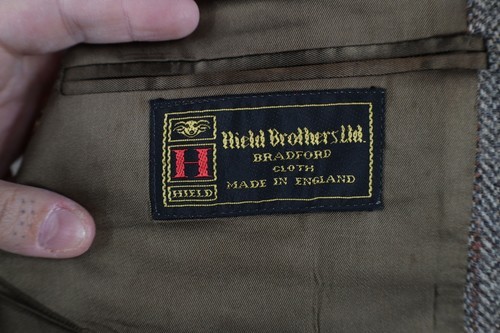 H
HIELD
Hield Brothers Ltd.
BRADFORD
CLOTH
MADE IN ENGLAND